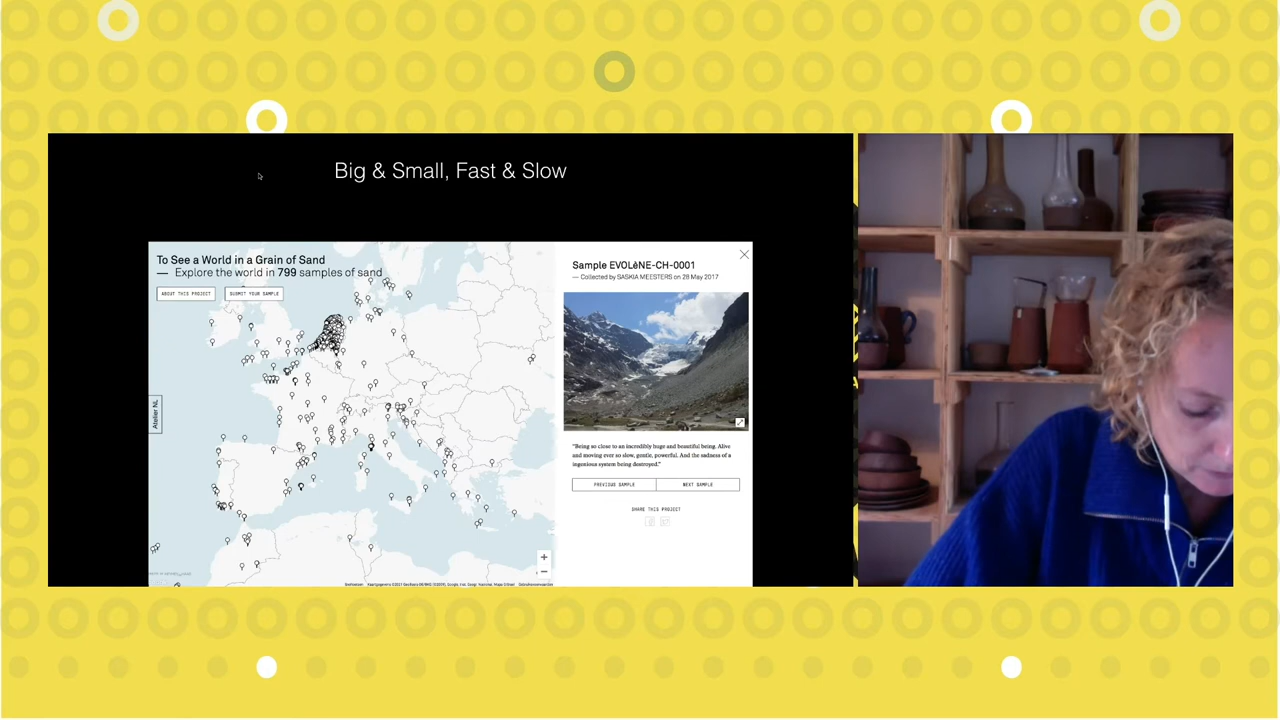 Big & Small, Fast & Slow
To See a World in a Grain of Sand
— Explore the world in 799 samples of sand
ABOUT THIS PROJECT
SUBMIT YOUR SAMPLE
Atelier NL
Sample EVOLèNE-CH-0001
— Collected by SASKIA MEESTERS on 28 May 2017
"Being so close to an incredibly huge and beautiful being. Alive
and moving ever so slow, gentle, powerful. And the sadness of a
ingenious system being destroyed."
PREVIOUS SAMPLE
NEXT SAMPLE
SHARE THIS PROJECT